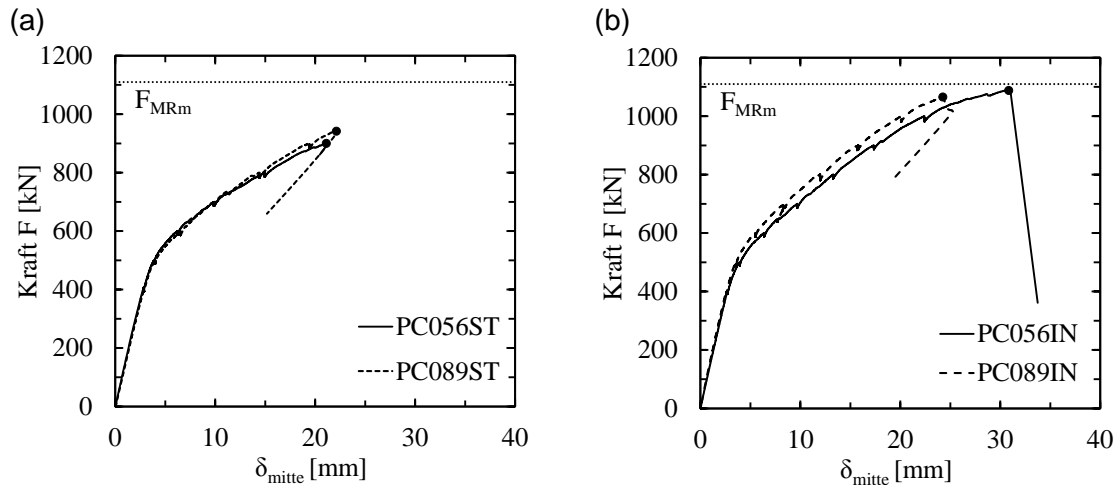 (a)
1200
1000
800
600
400
200
0
Kraft F [kN]
F_MRm
PC056ST
PC089ST
0 10 20 30 40
δ_mitte [mm]
(b)
1200
1000
800
600
400
200
0
Kraft F [kN]
F_MRm
PC056IN
PC089IN
0 10 20 30 40
δ_mitte [mm]